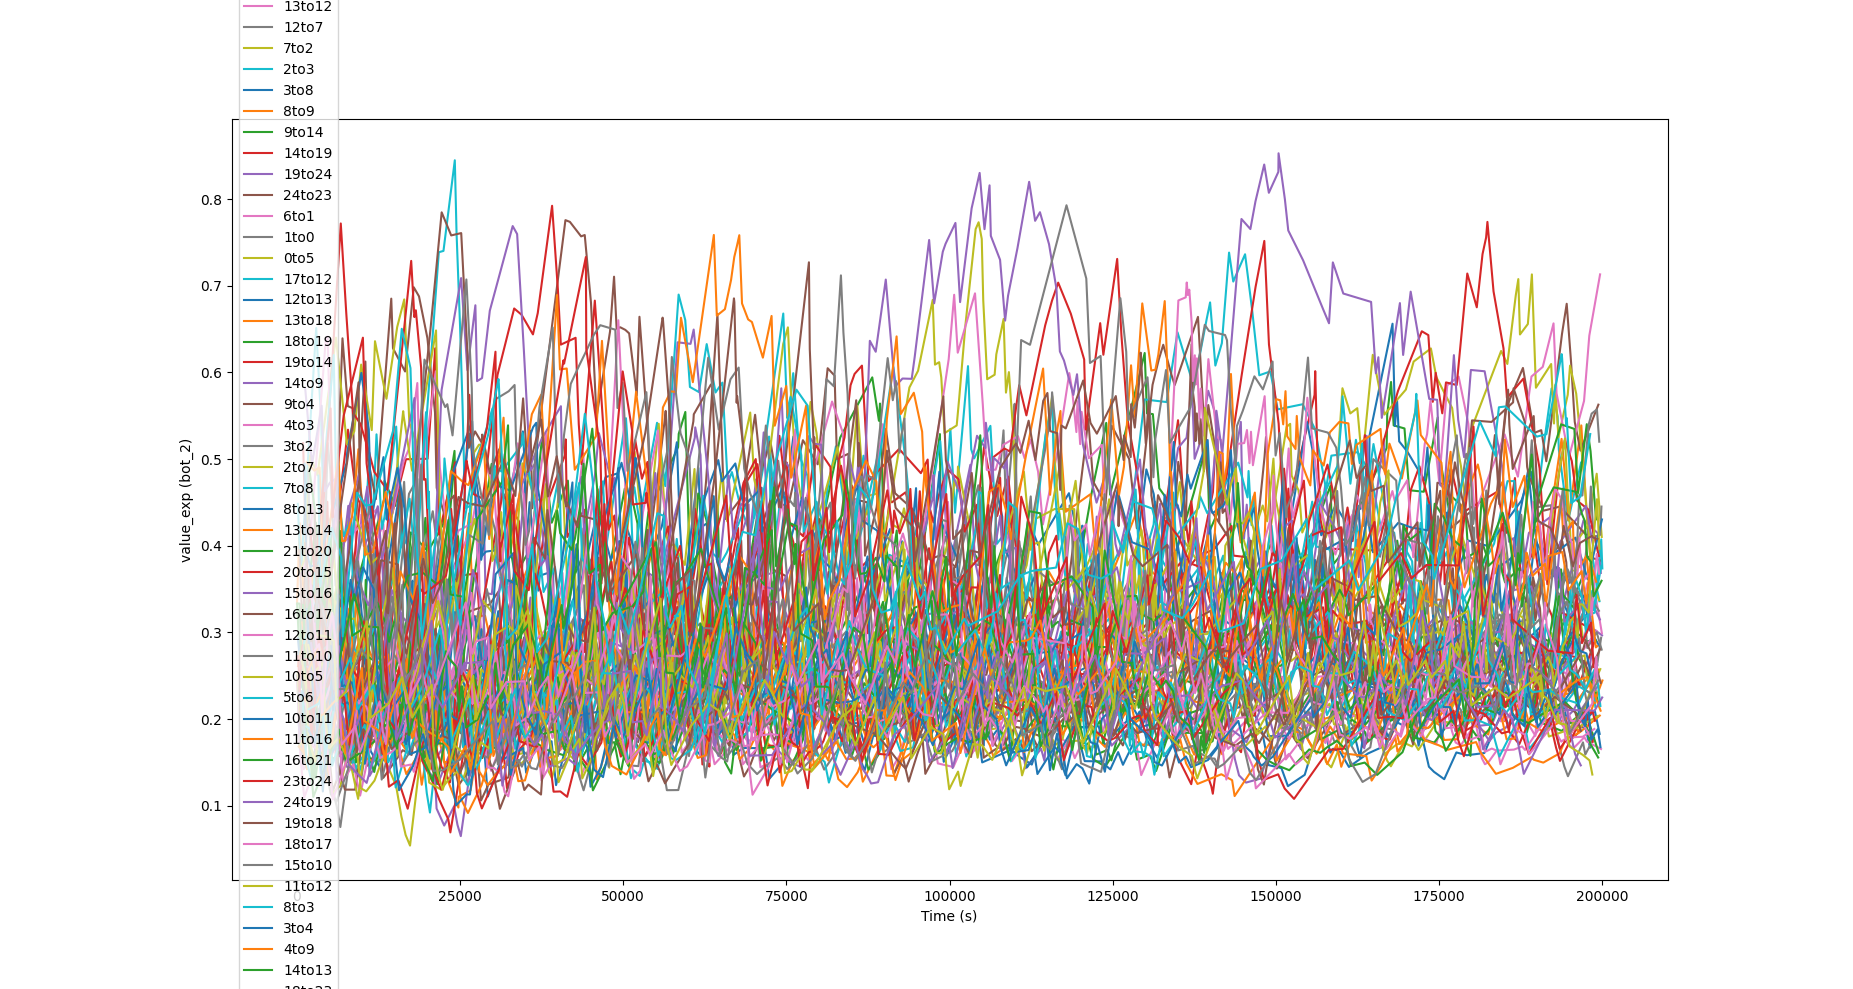 13to12
12to7
7to2
2to3
3to8
8to9
9to14
14to19
19to24
24to23
6to1
1to0
0to5
17to12
12to13
13to18
18to19
19to14
14to9
9to4
4to3
3to2
2to7
7to8
8to13
13to14
21to20
20to15
15to16
16to17
12to11
11to10
10to5
5to6
10to11
11to16
16to21
23to24
24to19
19to18
18to17
15to10
11to12
8to3
3to4
4to9
14to13
18to23
0.8
0.7
0.6
0.5
0.4
0.3
0.2
0.1
value_exp (bot_2)
0
25000
50000
75000
100000
125000
150000
175000
200000
Time (s)